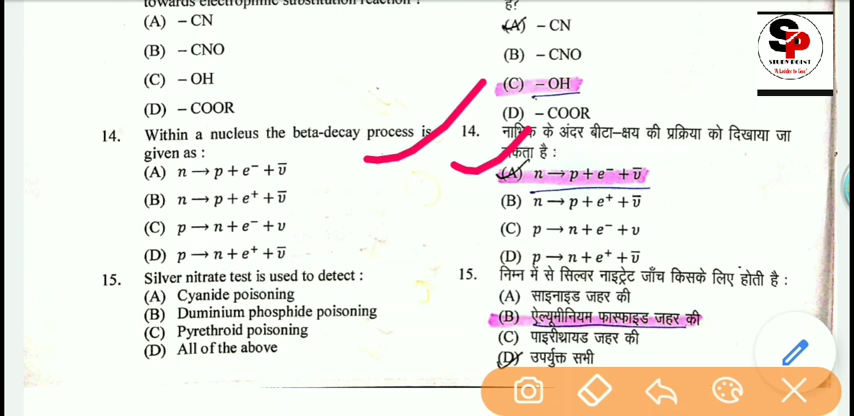 towards electrophilic substitution reaction ?
(A) – CN
(B) – CNO
(C) – OH
(D) – COOR
14. Within a nucleus the beta-decay process is
given as :
(A) n → p + e⁻ + ῡ
(B) n → p + e⁺ + ῡ
(C) p → n + e⁻ + υ
(D) p → n + e⁺ + ῡ
15. Silver nitrate test is used to detect :
(A) Cyanide poisoning
(B) Duminium phosphide poisoning
(C) Pyrethroid poisoning
(D) All of the above
है?
(A) – CN
(B) – CNO
(C) – OH
(D) – COOR
14. नाभिक के अंदर बीटा–क्षय की प्रक्रिया को दिखाया जा
सकता है :
(A) n → p + e⁻ + ῡ
(B) n → p + e⁺ + ῡ
(C) p → n + e⁻ + υ
(D) p → n + e⁺ + ῡ
15. निम्न में से सिल्वर नाइट्रेट जाँच किसके लिए होती है :
(A) साइनाइड जहर की
(B) ऐल्यूमीनियम फास्फाइड जहर की
(C) पाइरीथ्रायड जहर की
(D) उपर्युक्त सभी
SP
STUDY POINT